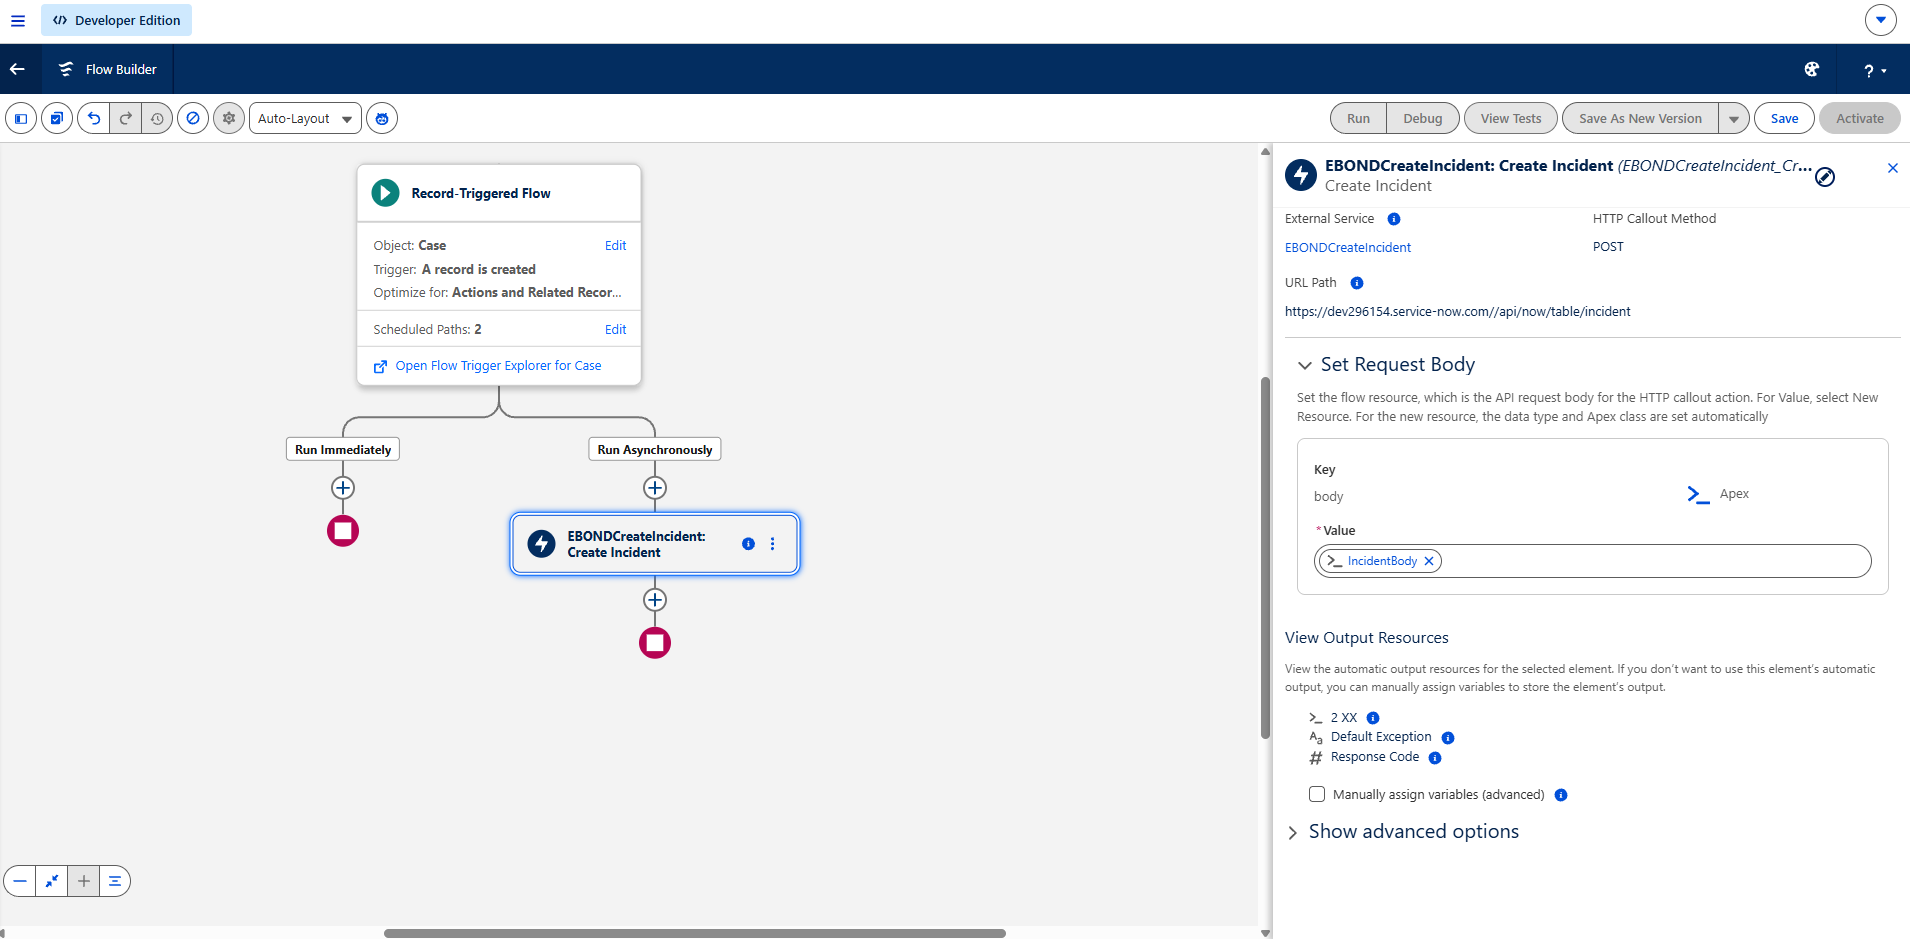 Developer Edition
Flow Builder
?
Auto-Layout
Run
Debug
View Tests
Save As New Version
Save
Activate
Record-Triggered Flow
Object: Case
Edit
Trigger: A record is created
Optimize for: Actions and Related Recor...
Scheduled Paths: 2
Edit
Open Flow Trigger Explorer for Case
Run Immediately
Run Asynchronously
EBONDCreateIncident:
Create Incident
EBONDCreateIncident: Create Incident (EBONDCreateIncident_Cr...
Create Incident
External Service
HTTP Callout Method
EBONDCreateIncident
POST
URL Path
https://dev296154.service-now.com//api/now/table/incident
Set Request Body
Set the flow resource, which is the API request body for the HTTP callout action. For Value, select New
Resource. For the new resource, the data type and Apex class are set automatically
Key
body
Apex
*Value
IncidentBody
View Output Resources
View the automatic output resources for the selected element. If you don't want to use this element's automatic
output, you can manually assign variables to store the element's output.
2 XX
Default Exception
Response Code
Manually assign variables (advanced)
Show advanced options